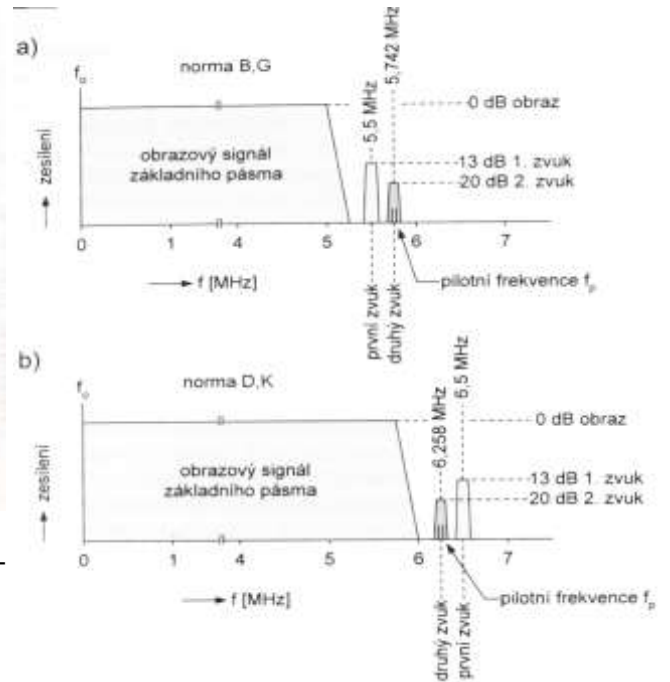 a)
norma B,G
f₀
5,5 MHz
5,742 MHz
0 dB obraz
zesílení
obrazový signál
základního pásma
13 dB 1. zvuk
20 dB 2. zvuk
0 1 4 5 6 7
f [MHz]
pilotní frekvence fₚ
první zvuk
druhý zvuk
b)
norma D,K
f₀
6,258 MHz
6,5 MHz
0 dB obraz
zesílení
obrazový signál
základního pásma
13 dB 1. zvuk
20 dB 2. zvuk
0 1 4 5 6 7
f [MHz]
pilotní frekvence fₚ
druhý zvuk
první zvuk